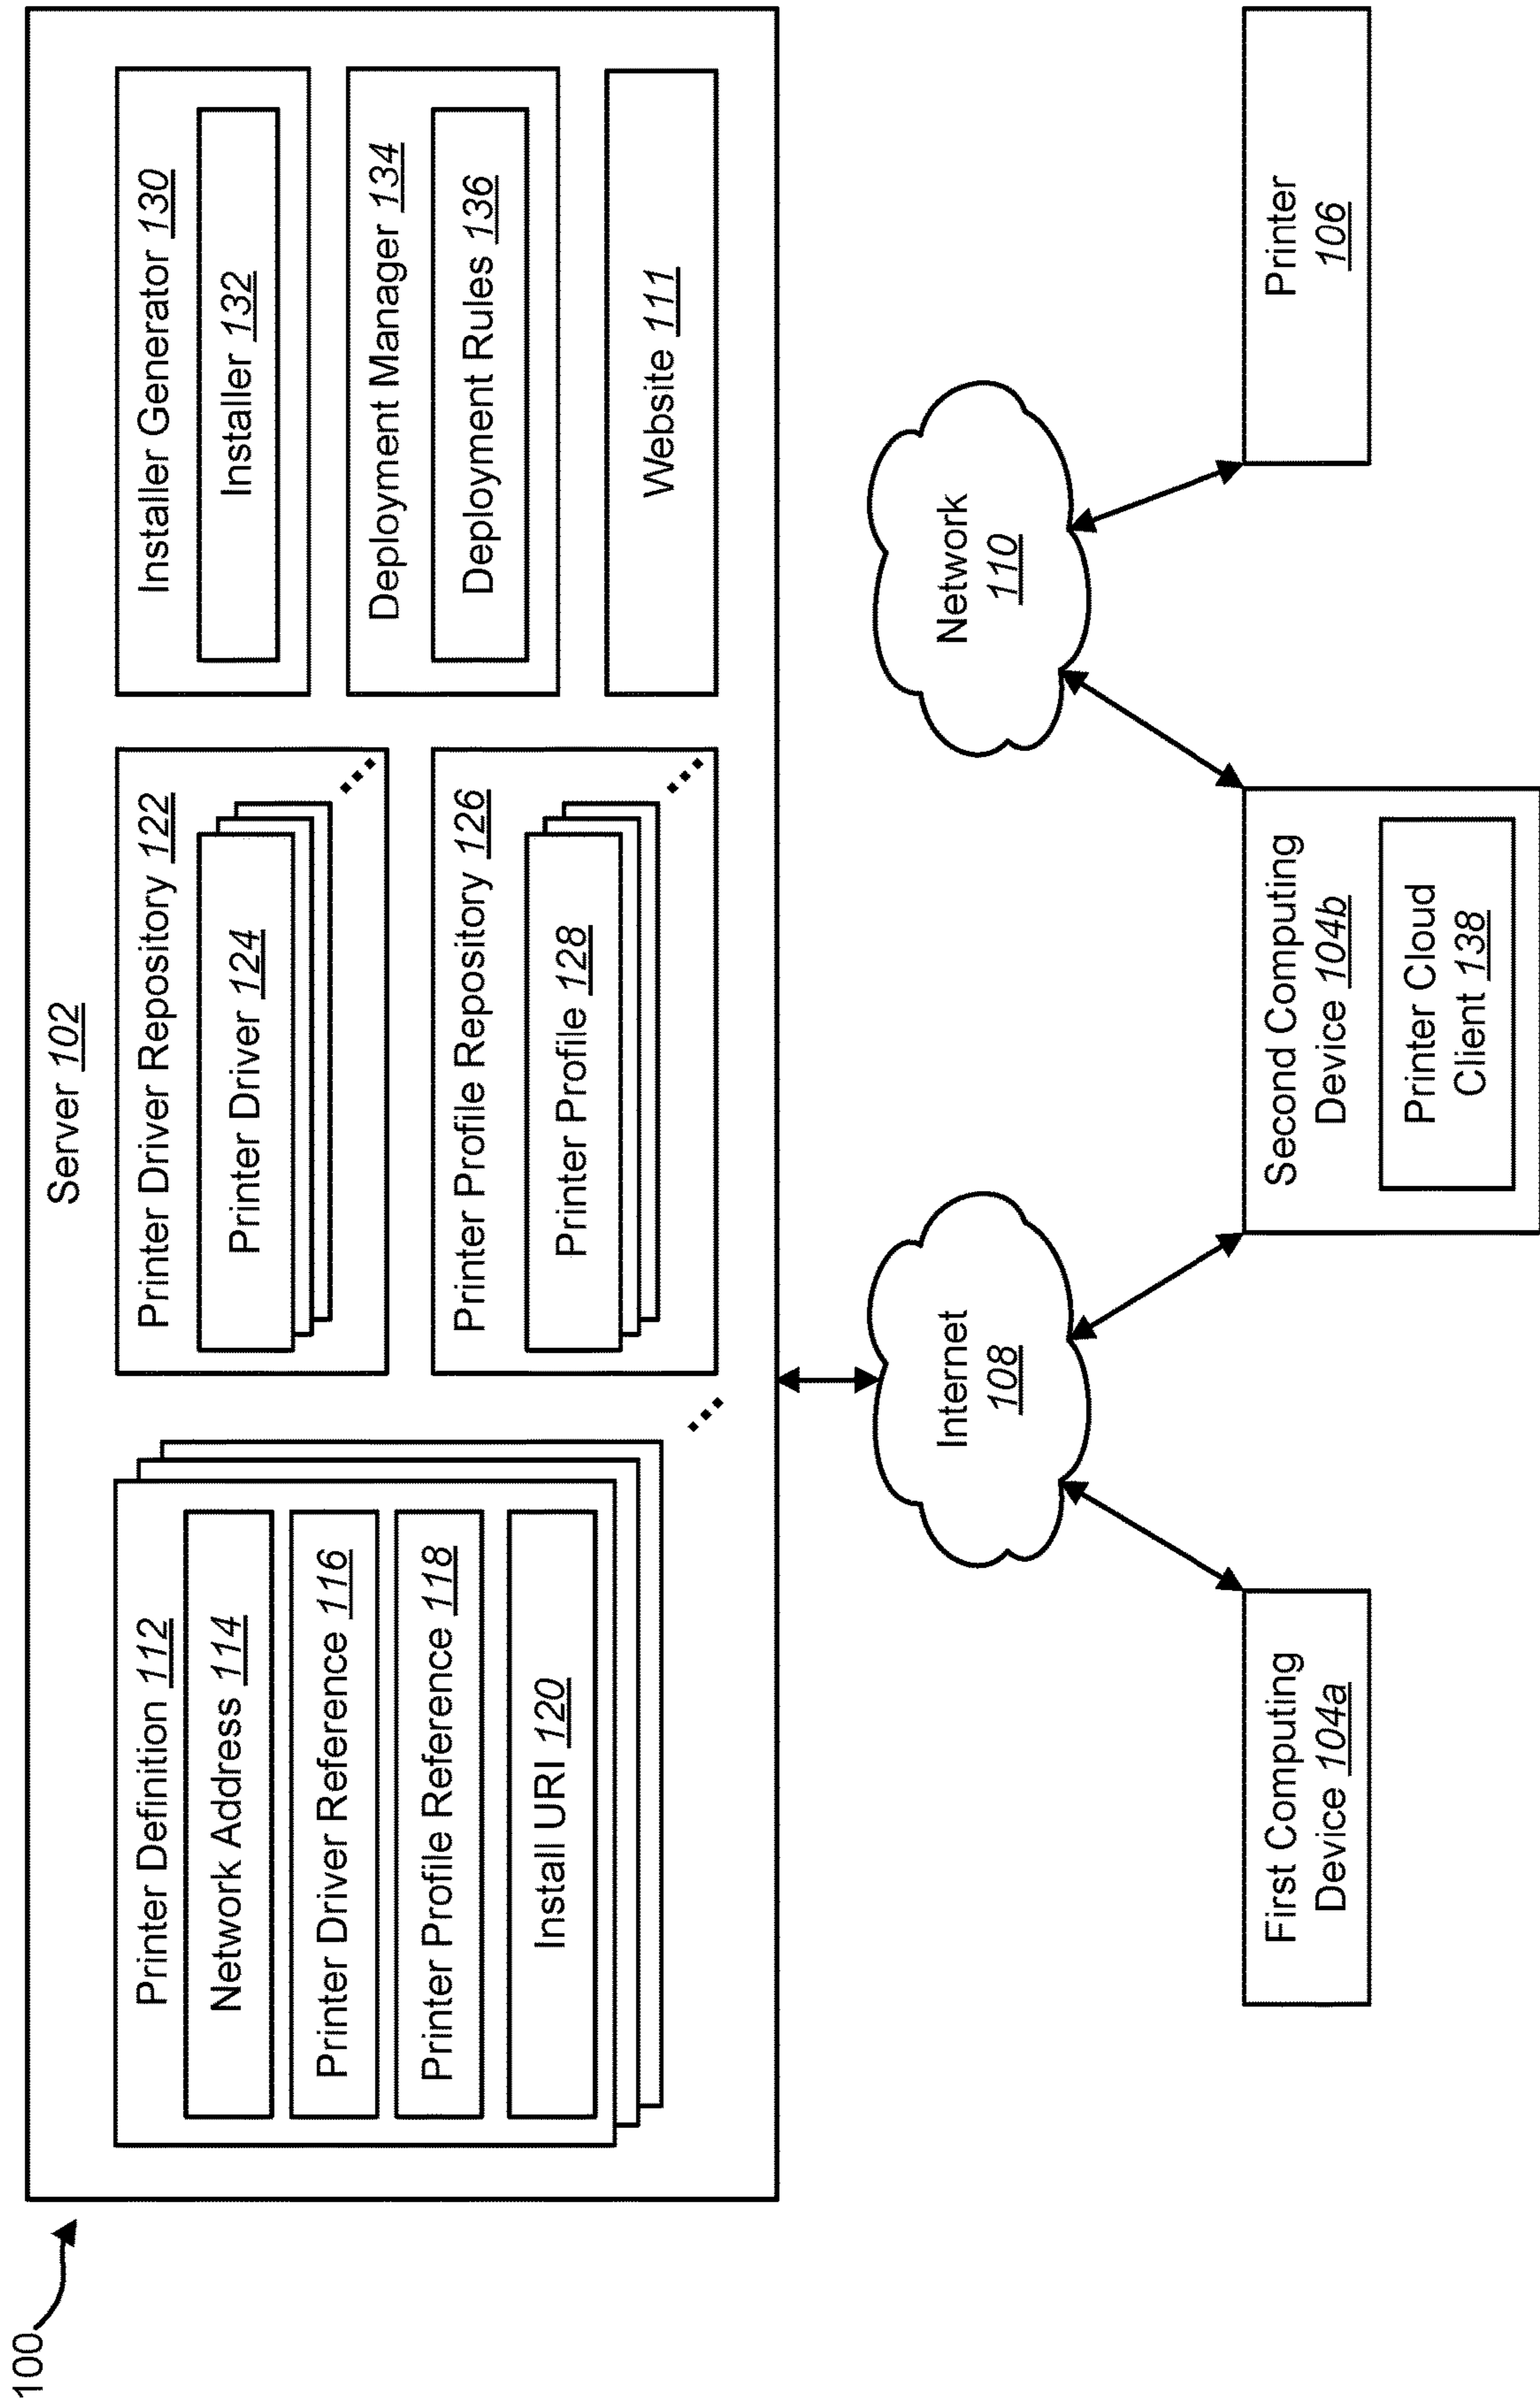 100
Server 102
Printer Definition 112
Network Address 114
Printer Driver Reference 116
Printer Profile Reference 118
Install URI 120
Printer Driver Repository 122
Printer Driver 124
Printer Profile Repository 126
Printer Profile 128
Installer Generator 130
Installer 132
Deployment Manager 134
Deployment Rules 136
Website 111
Internet
108
Network
110
First Computing
Device 104a
Second Computing
Device 104b
Printer Cloud
Client 138
Printer
106